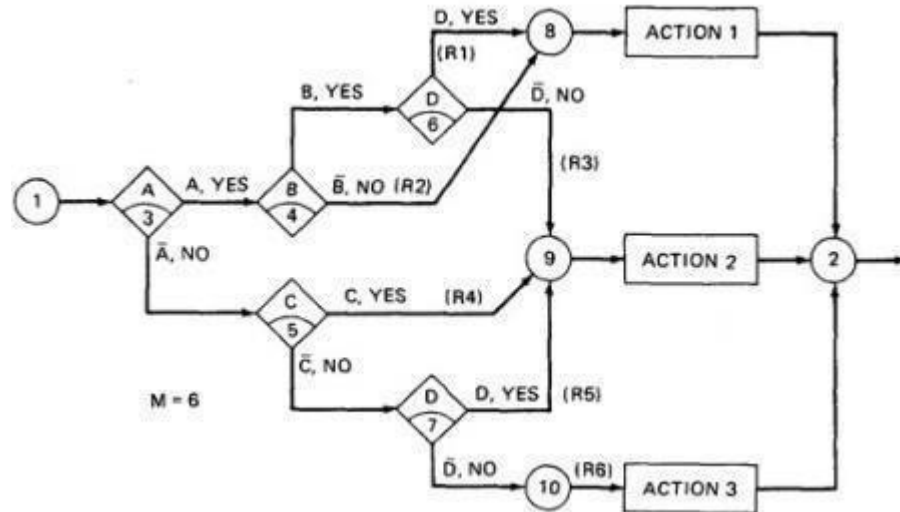 D, YES
(R1)
8
ACTION 1
B, YES
D
6
D̄, NO
1
A
3
A, YES
B
4
B̄, NO (R2)
(R3)
Ā, NO
9
ACTION 2
2
C
5
C, YES
(R4)
C̄, NO
M = 6
D
7
D, YES
(R5)
D̄, NO
10
(R6)
ACTION 3